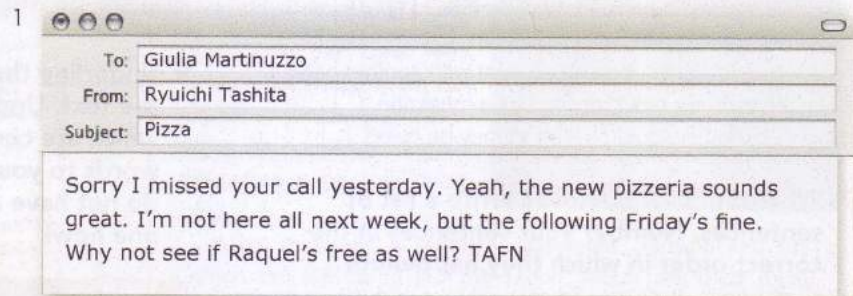 1
To: Giulia Martinuzzo
From: Ryuichi Tashita
Subject: Pizza
Sorry I missed your call yesterday. Yeah, the new pizzeria sounds
great. I'm not here all next week, but the following Friday's fine.
Why not see if Raquel's free as well? TAFN